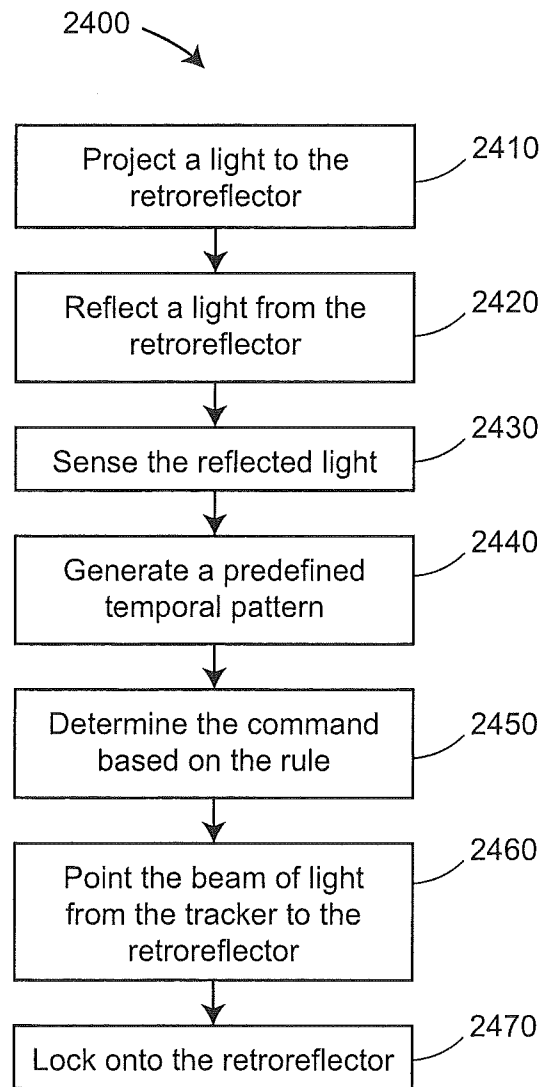 2400
Project a light to the
retroreflector
2410
Reflect a light from the
retroreflector
2420
Sense the reflected light
2430
Generate a predefined
temporal pattern
2440
Determine the command
based on the rule
2450
Point the beam of light
from the tracker to the
retroreflector
2460
Lock onto the retroreflector
2470